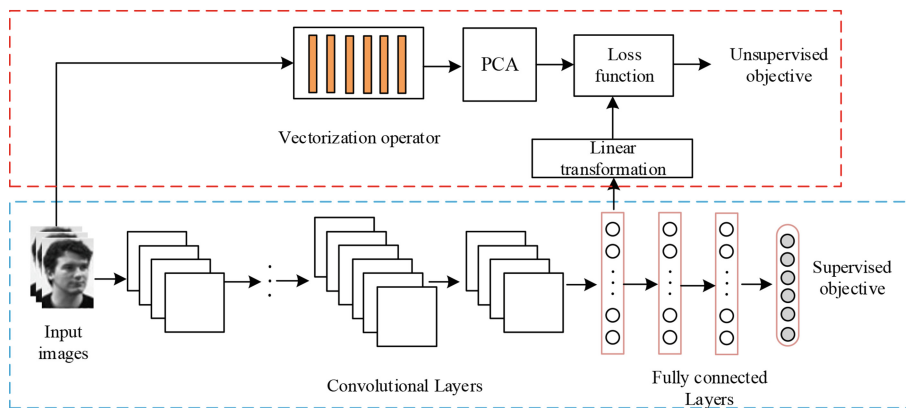 PCA
Loss
function
Unsupervised
objective
Vectorization operator
Linear
transformation
Input
images
Supervised
objective
Convolutional Layers
Fully connected
Layers